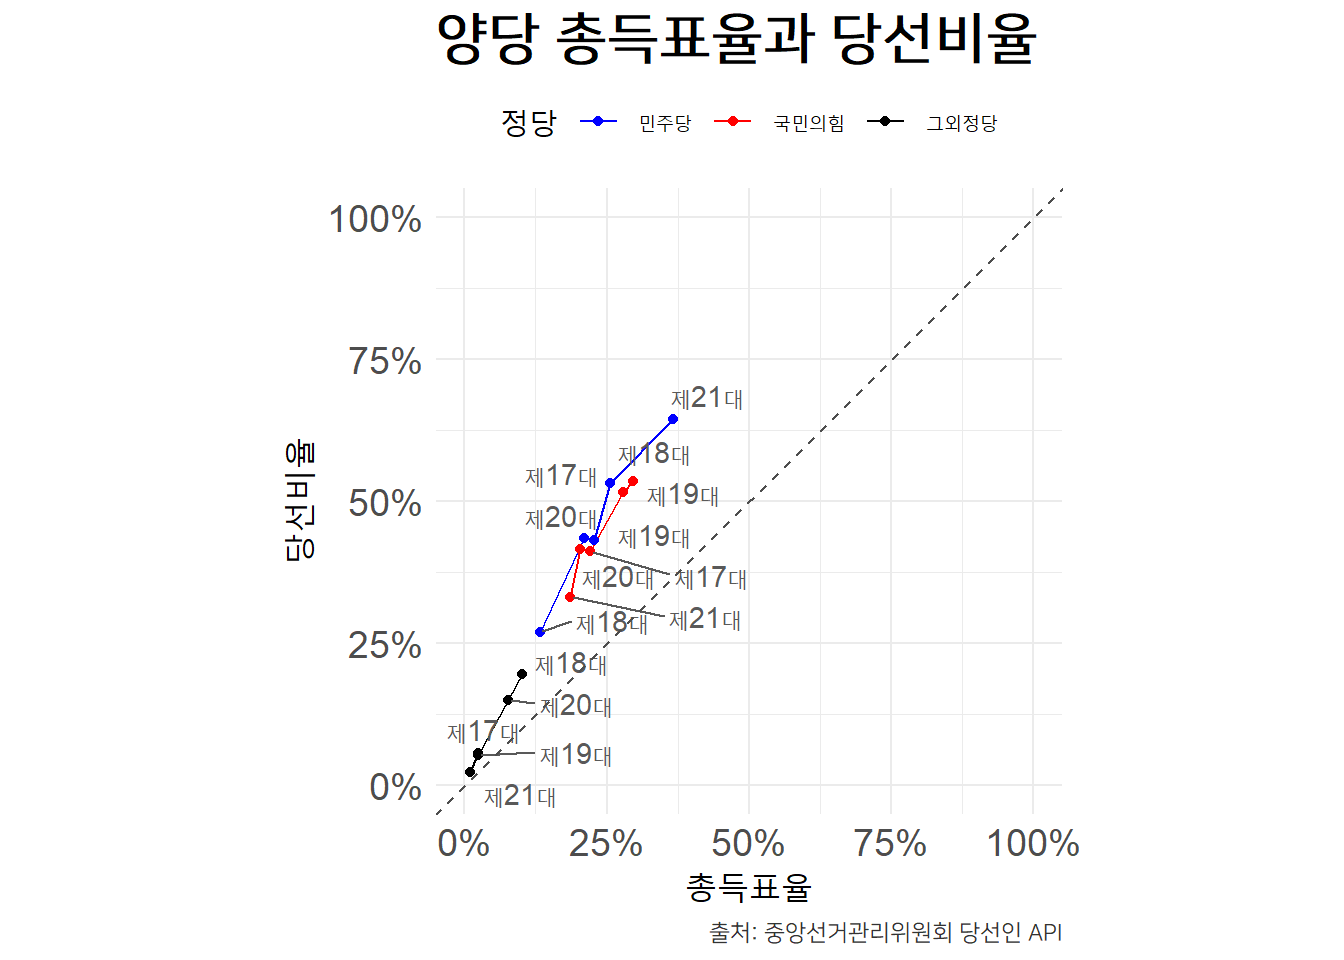 양당 총득표율과 당선비율
정당 민주당 국민의힘 그외정당
100%
75%
50%
25%
0%
당선비율
제21대
제18대
제17대
제19대
제20대
제19대
제20대
제17대
제21대
제18대
제18대
제20대
제17대
제19대
제21대
0% 25% 50% 75% 100%
총득표율
출처: 중앙선거관리위원회 당선인 API